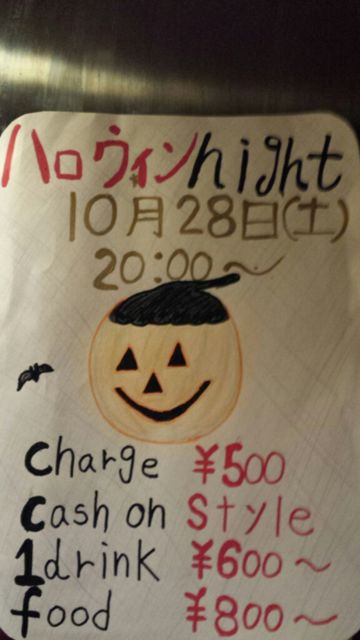 ハロウィンnight
10月28日(土)
20:00〜
Charge ¥500
Cash on Style
1drink ¥600〜
food ¥800〜